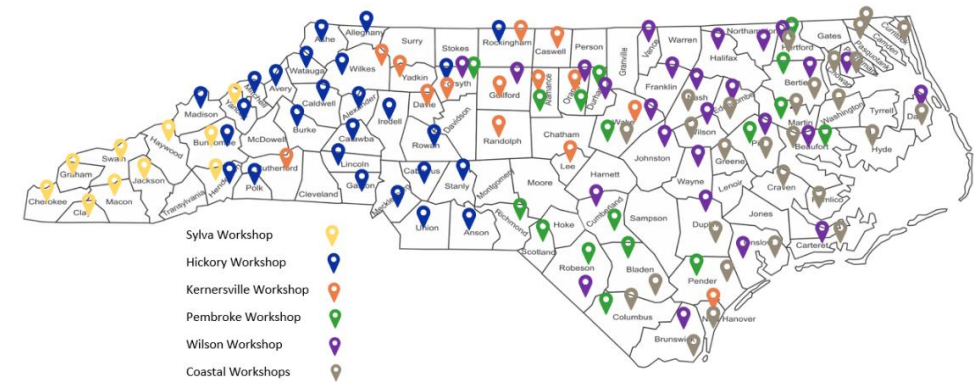 Ashe
Alleghany
Surry
Stokes
Rockingham
Caswell
Person
Granville
Vance
Warren
Northampton
Halifax
Hertford
Gates
Camden
Currituck
Pasquotank
Watauga
Wilkes
Yadkin
Forsyth
Guilford
Alamance
Orange
Durham
Franklin
Nash
Edgecombe
Bertie
Chowan
Avery
Mitchell
Madison
Caldwell
Alexander
Iredell
Davie
Davidson
Randolph
Chatham
Wake
Wilson
Martin
Washington
Tyrrell
Dare
Burke
McDowell
Buncombe
Haywood
Swain
Graham
Cherokee
Clay
Macon
Jackson
Transylvania
Henderson
Polk
Rutherford
Cleveland
Lincoln
Catawba
Gaston
Rowan
Cabarrus
Stanly
Montgomery
Moore
Lee
Harnett
Johnston
Wayne
Greene
Lenoir
Beaufort
Hyde
Craven
Pamlico
Jones
Carteret
Onslow
Duplin
Sampson
Cumberland
Hoke
Richmond
Scotland
Anson
Union
Mecklenburg
Robeson
Bladen
Columbus
Pender
New Hanover
Brunswick
Sylva Workshop
Hickory Workshop
Kernersville Workshop
Pembroke Workshop
Wilson Workshop
Coastal Workshops